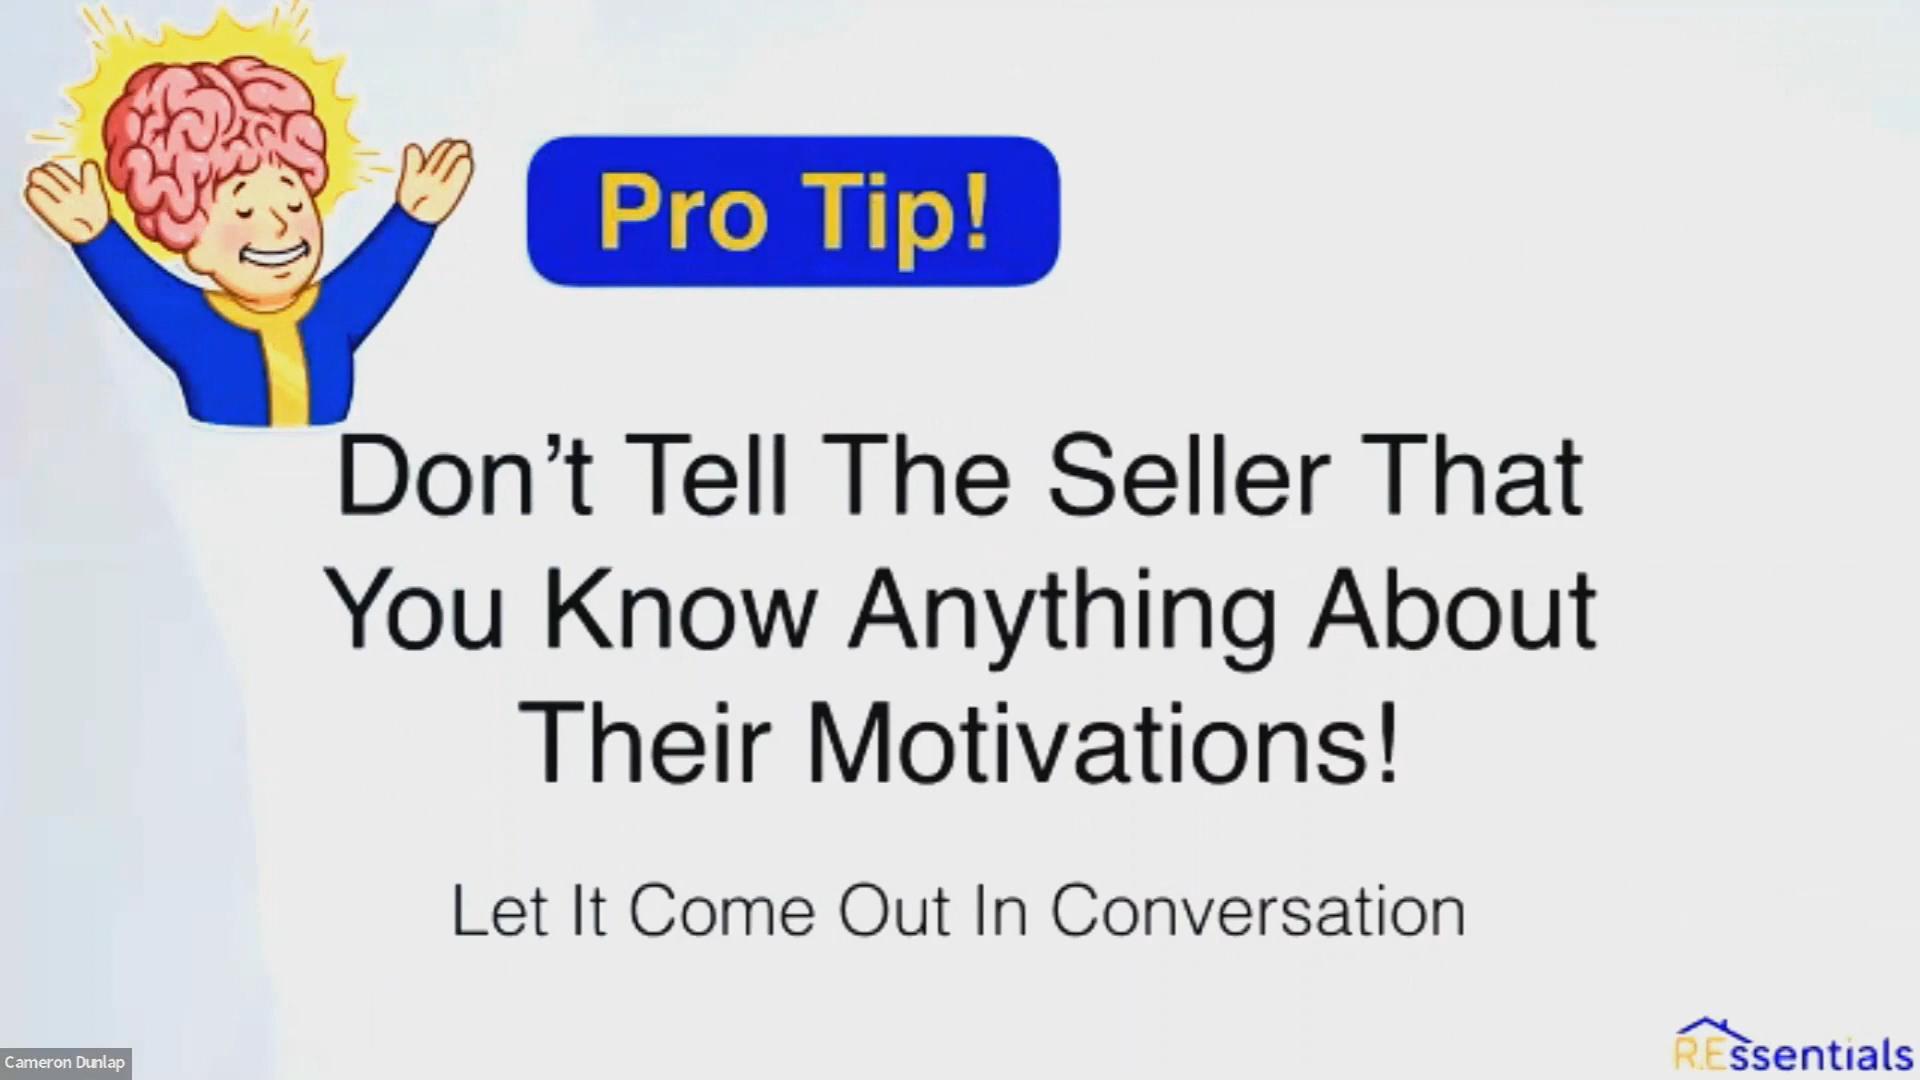 Pro Tip!
Don't Tell The Seller That
You Know Anything About
Their Motivations!
Let It Come Out In Conversation
Cameron Dunlap
REssentials